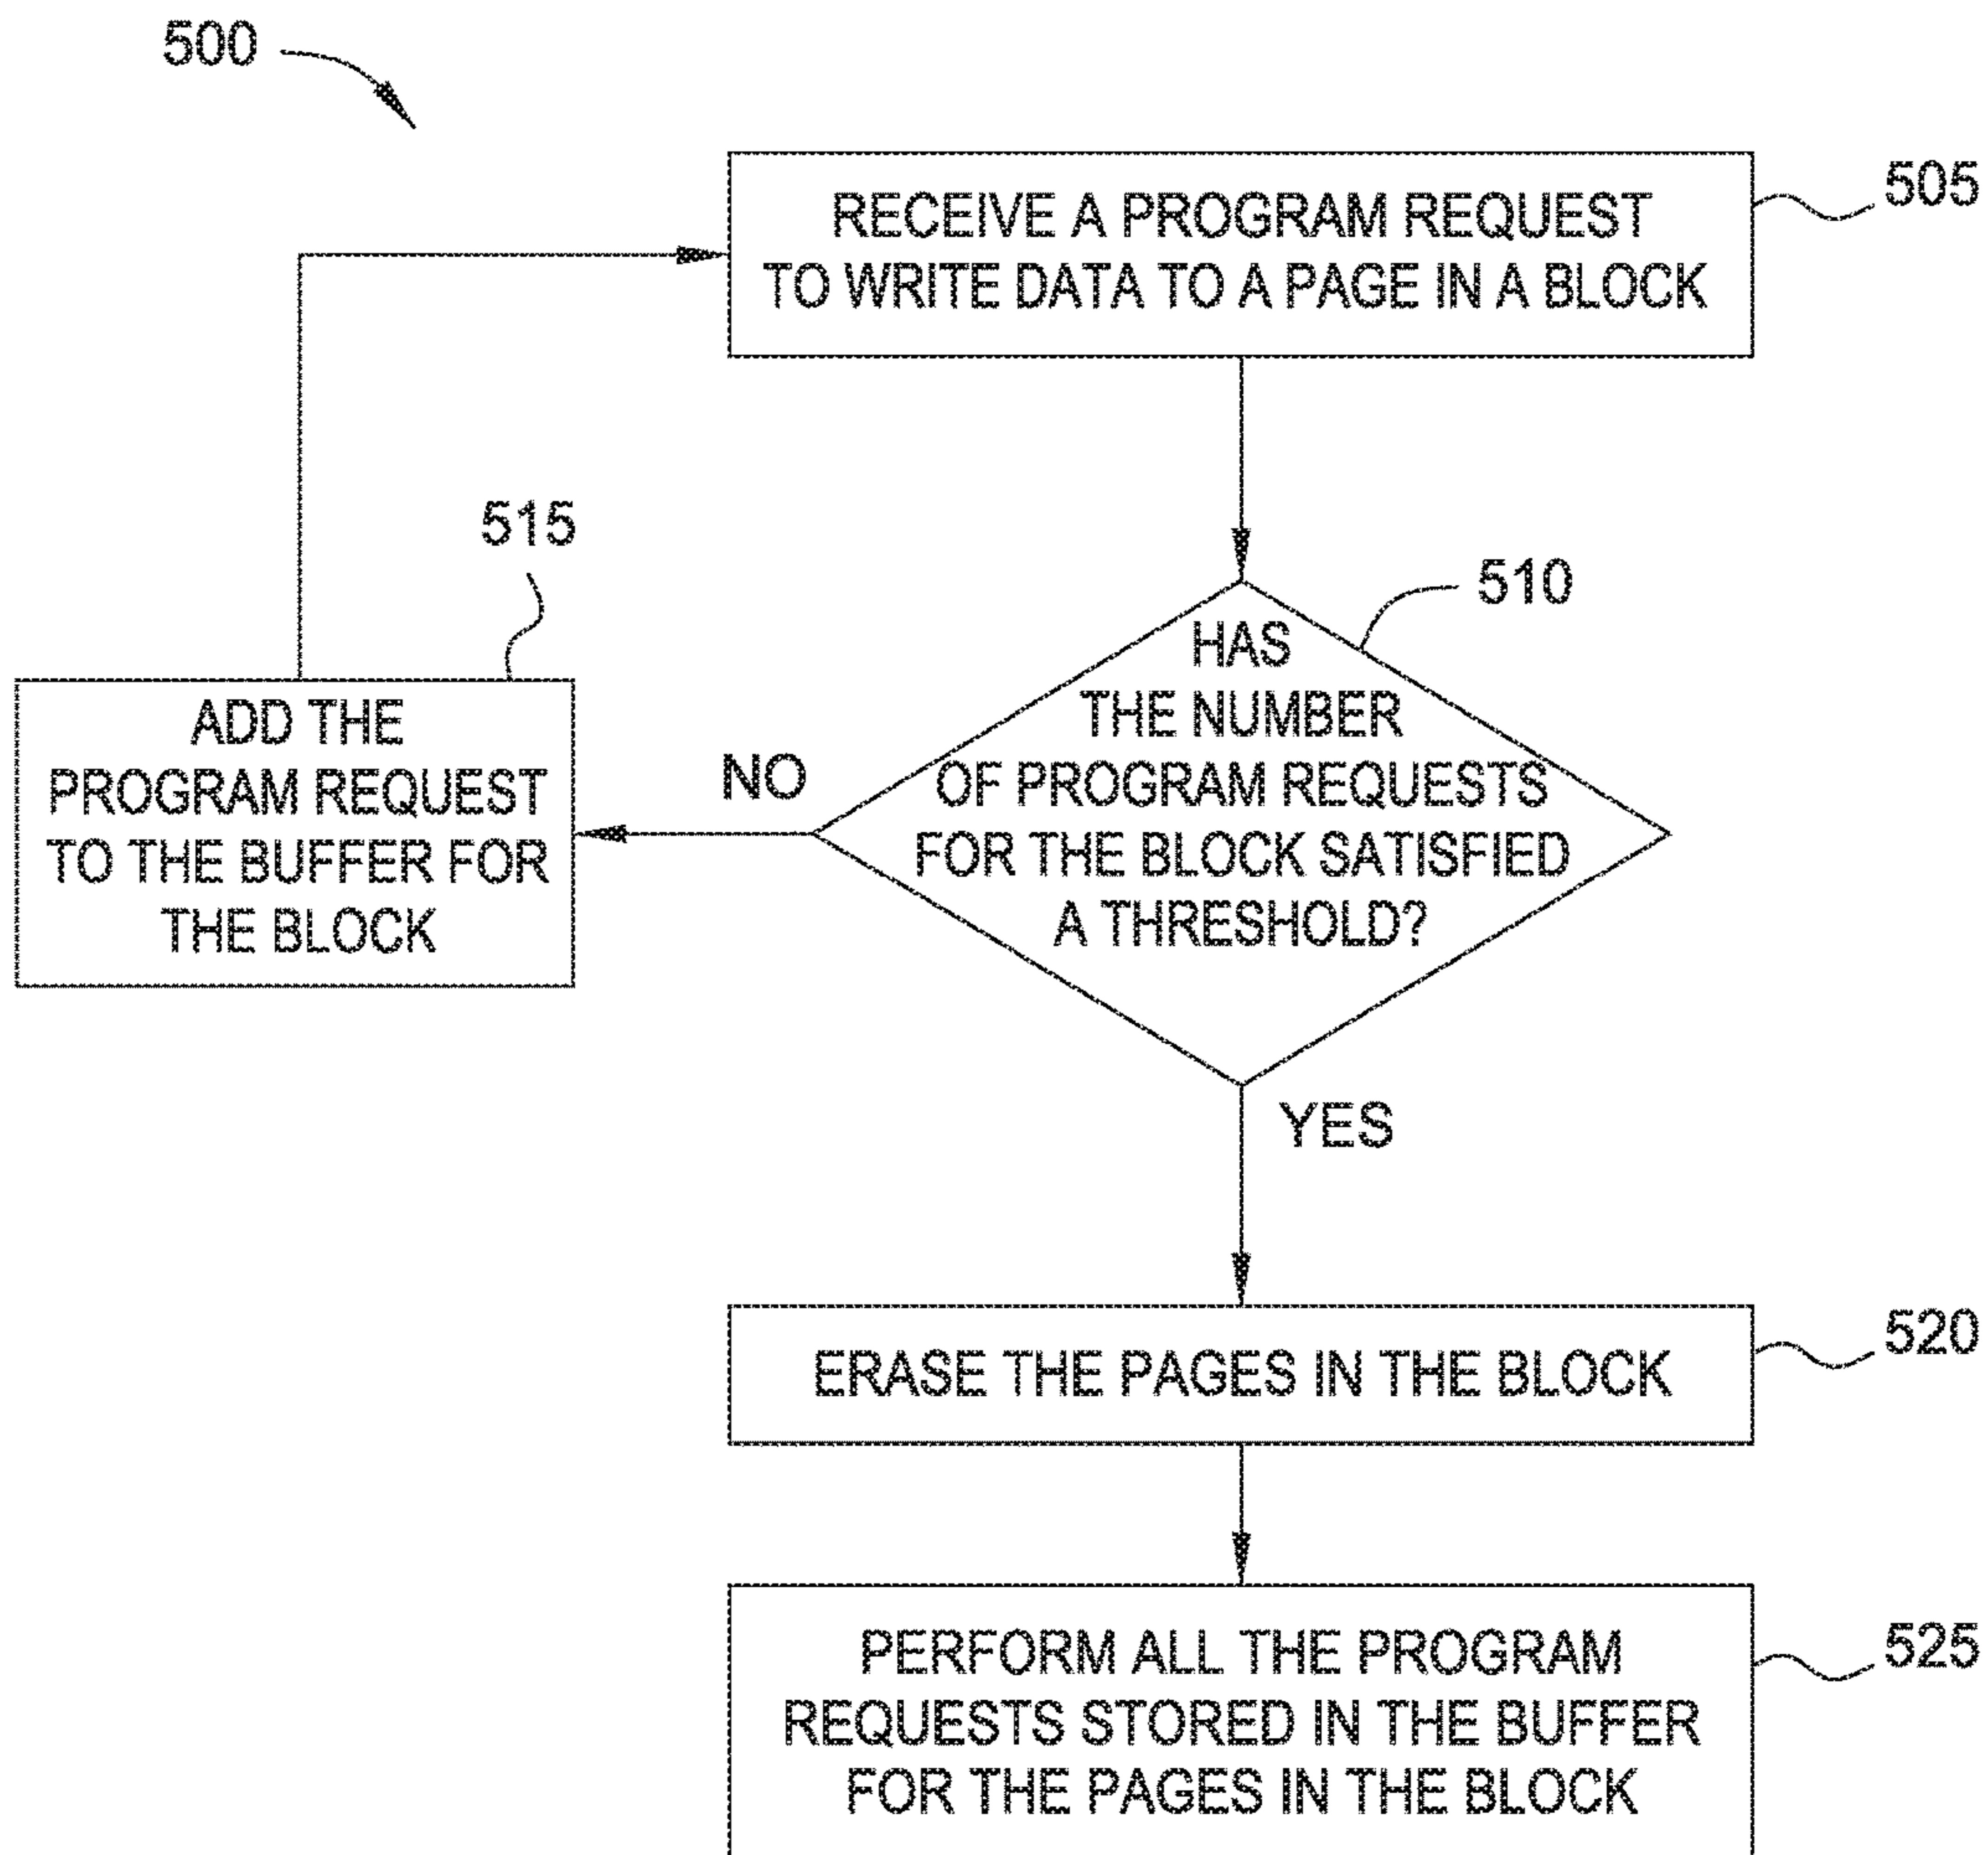 500
RECEIVE A PROGRAM REQUEST
TO WRITE DATA TO A PAGE IN A BLOCK
505
515
510
HAS
THE NUMBER
OF PROGRAM REQUESTS
FOR THE BLOCK SATISFIED
A THRESHOLD?
NO
ADD THE
PROGRAM REQUEST
TO THE BUFFER FOR
THE BLOCK
YES
ERASE THE PAGES IN THE BLOCK
520
PERFORM ALL THE PROGRAM
REQUESTS STORED IN THE BUFFER
FOR THE PAGES IN THE BLOCK
525